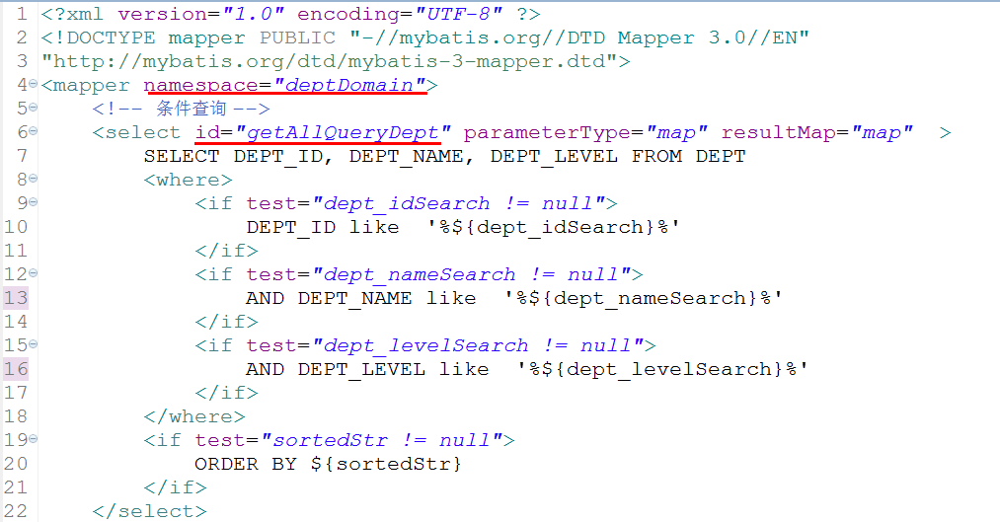 1 <?xml version="1.0" encoding="UTF-8" ?>
2 <!DOCTYPE mapper PUBLIC "-//mybatis.org//DTD Mapper 3.0//EN"
3 "http://mybatis.org/dtd/mybatis-3-mapper.dtd">
4 <mapper namespace="deptDomain">
5     <!-- 条件查询 -->
6     <select id="getAllQueryDept" parameterType="map" resultMap="map"  >
7         SELECT DEPT_ID, DEPT_NAME, DEPT_LEVEL FROM DEPT
8         <where>
9             <if test="dept_idSearch != null">
10                 DEPT_ID like  '%${dept_idSearch}%'
11             </if>
12             <if test="dept_nameSearch != null">
13                 AND DEPT_NAME like  '%${dept_nameSearch}%'
14             </if>
15             <if test="dept_levelSearch != null">
16                 AND DEPT_LEVEL like  '%${dept_levelSearch}%'
17             </if>
18         </where>
19         <if test="sortedStr != null">
20             ORDER BY ${sortedStr}
21         </if>
22     </select>